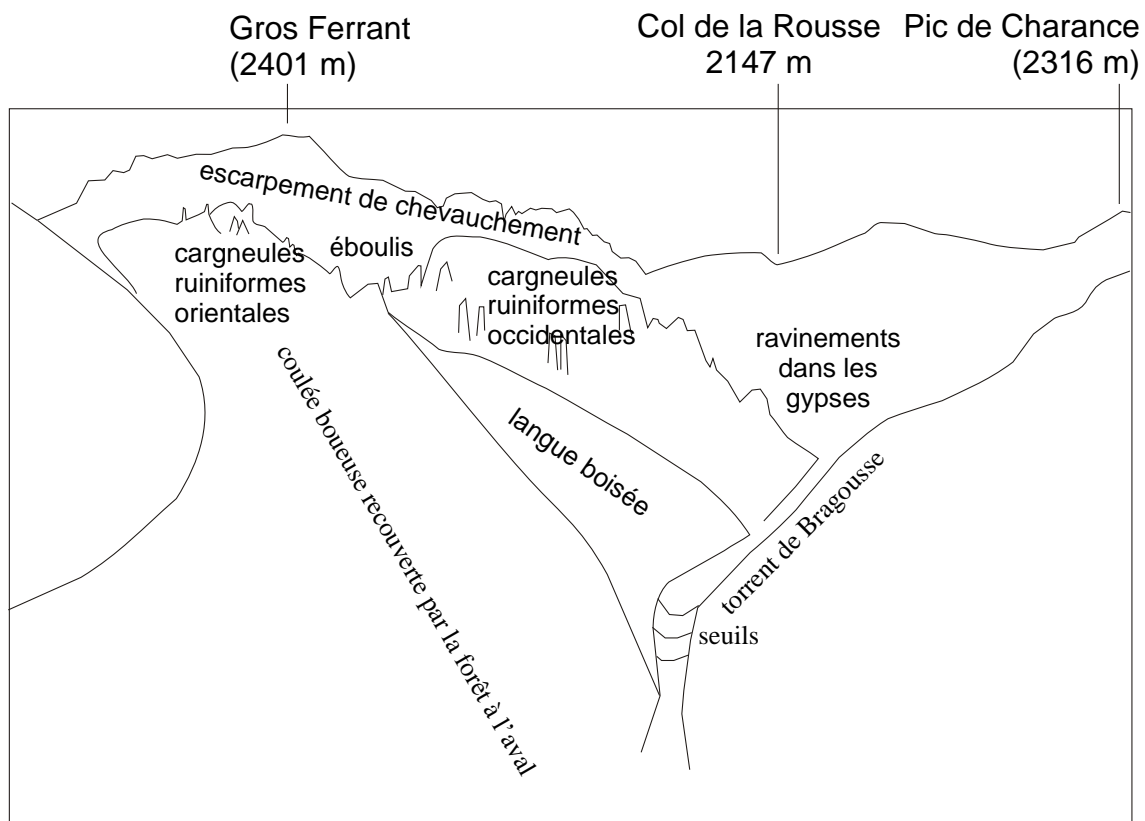 Gros Ferrant
(2401 m)
Col de la Rousse
2147 m
Pic de Charance
(2316 m)
escarpement de chevauchement
éboulis
cargneules
ruiniformes
orientales
cargneules
ruiniformes
occidentales
ravinements
dans les
gypses
coulée boueuse recouverte par la forêt à l'aval
langue boisée
torrent de Bragousse
seuils